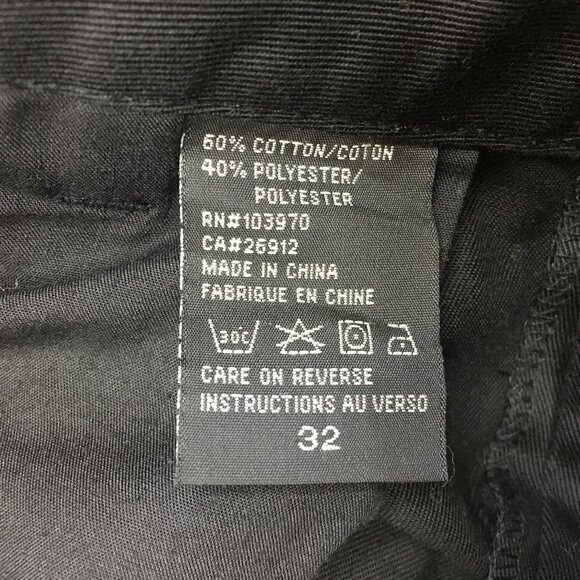 60% COTTON/COTON
40% POLYESTER/
POLYESTER
RN#103970
CA#26912
MADE IN CHINA
FABRIQUE EN CHINE
30°C
CARE ON REVERSE
INSTRUCTIONS AU VERSO
32